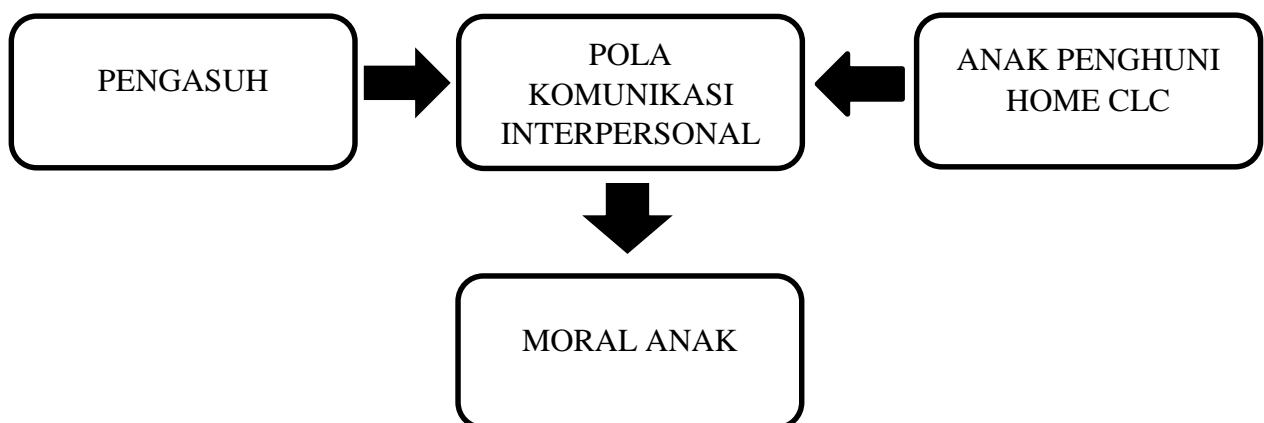 PENGASUH
POLA
KOMUNIKASI
INTERPERSONAL
ANAK PENGHUNI
HOME CLC
MORAL ANAK